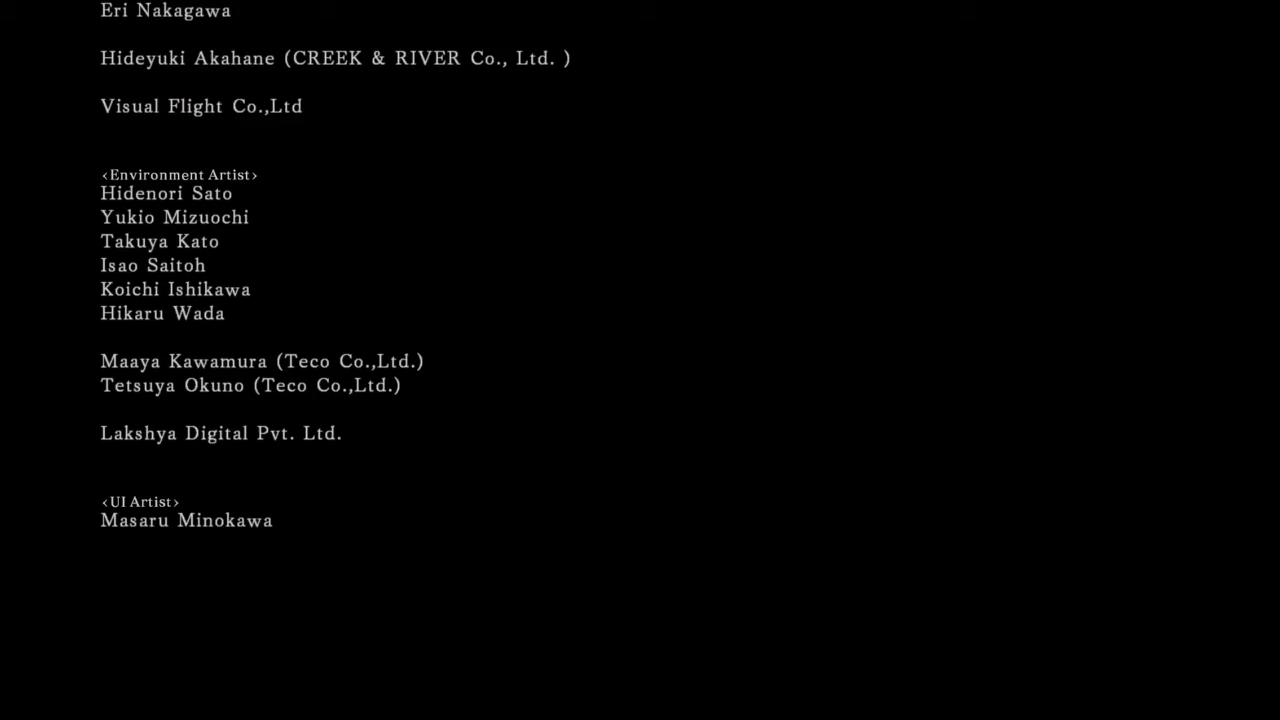 Eri Nakagawa
Hideyuki Akahane (CREEK & RIVER Co., Ltd. )
Visual Flight Co.,Ltd
<Environment Artist>
Hidenori Sato
Yukio Mizuochi
Takuya Kato
Isao Saitoh
Koichi Ishikawa
Hikaru Wada
Maaya Kawamura (Teco Co.,Ltd.)
Tetsuya Okuno (Teco Co.,Ltd.)
Lakshya Digital Pvt. Ltd.
<UI Artist>
Masaru Minokawa